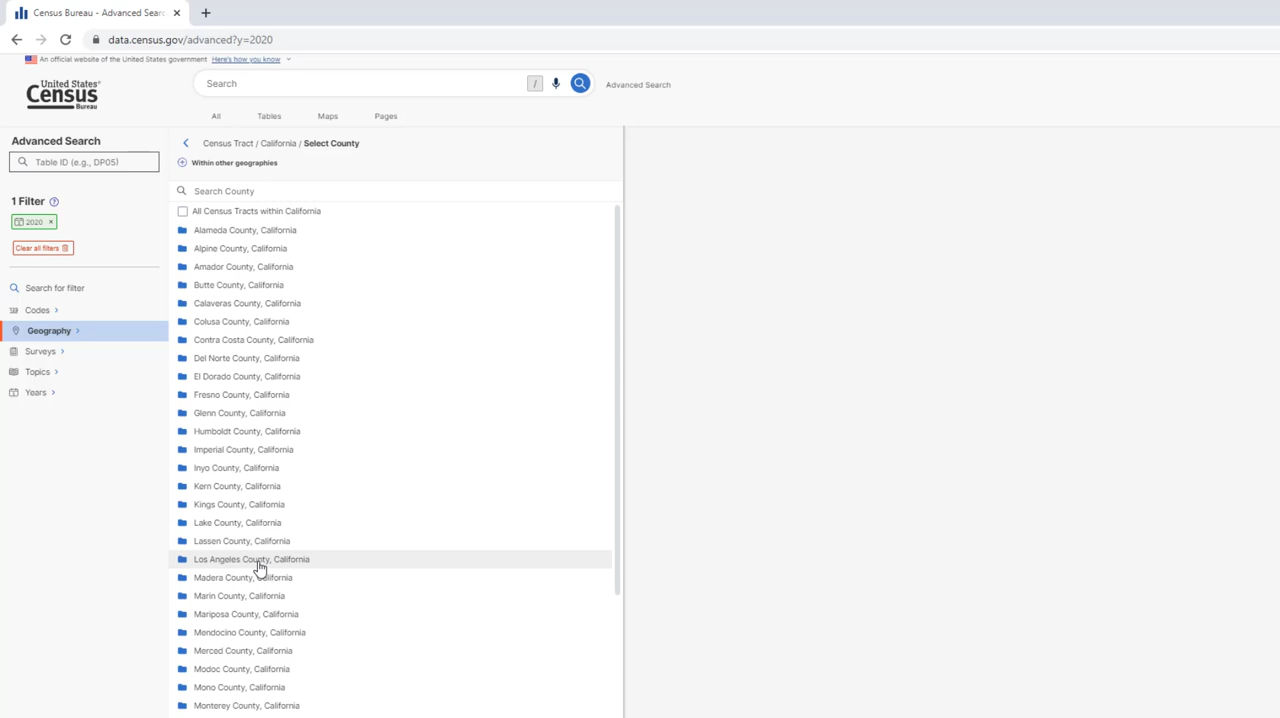 Census Bureau - Advanced Searc
data.census.gov/advanced?y=2020
An official website of the United States government Here's how you know
United States®
Census
Bureau
Search /
Advanced Search
All Tables Maps Pages
Advanced Search
Table ID (e.g., DP05)
1 Filter ?
2020 ×
Clear all filters
Search for filter
Codes
Geography
Surveys
Topics
Years
Census Tract / California / Select County
Within other geographies
Search County
All Census Tracts within California
Alameda County, California
Alpine County, California
Amador County, California
Butte County, California
Calaveras County, California
Colusa County, California
Contra Costa County, California
Del Norte County, California
El Dorado County, California
Fresno County, California
Glenn County, California
Humboldt County, California
Imperial County, California
Inyo County, California
Kern County, California
Kings County, California
Lake County, California
Lassen County, California
Los Angeles County, California
Madera County, California
Marin County, California
Mariposa County, California
Mendocino County, California
Merced County, California
Modoc County, California
Mono County, California
Monterey County, California